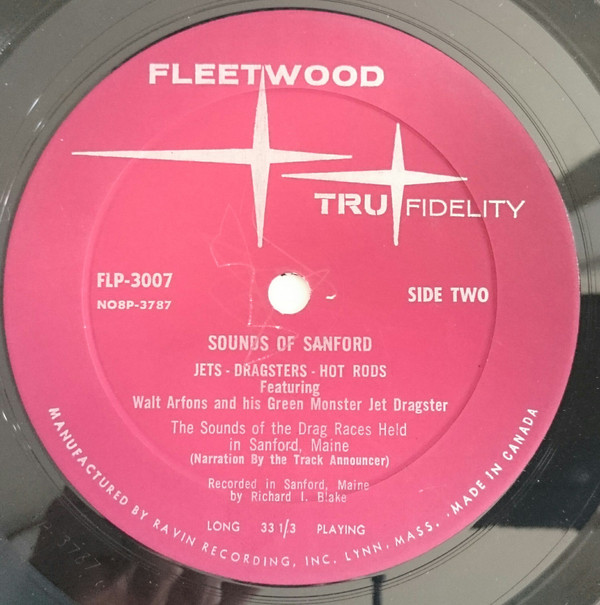 FLEETWOOD
TRU FIDELITY
FLP-3007
NO8P-3787
SIDE TWO
SOUNDS OF SANFORD
JETS - DRAGSTERS - HOT RODS
Featuring
Walt Arfons and his Green Monster Jet Dragster
The Sounds of the Drag Races Held
in Sanford, Maine
(Narration By the Track Announcer)
Recorded in Sanford, Maine
by Richard I. Blake
LONG 33 1/3 PLAYING
MANUFACTURED BY RAVIN RECORDING, INC. LYNN, MASS. MADE IN CANADA